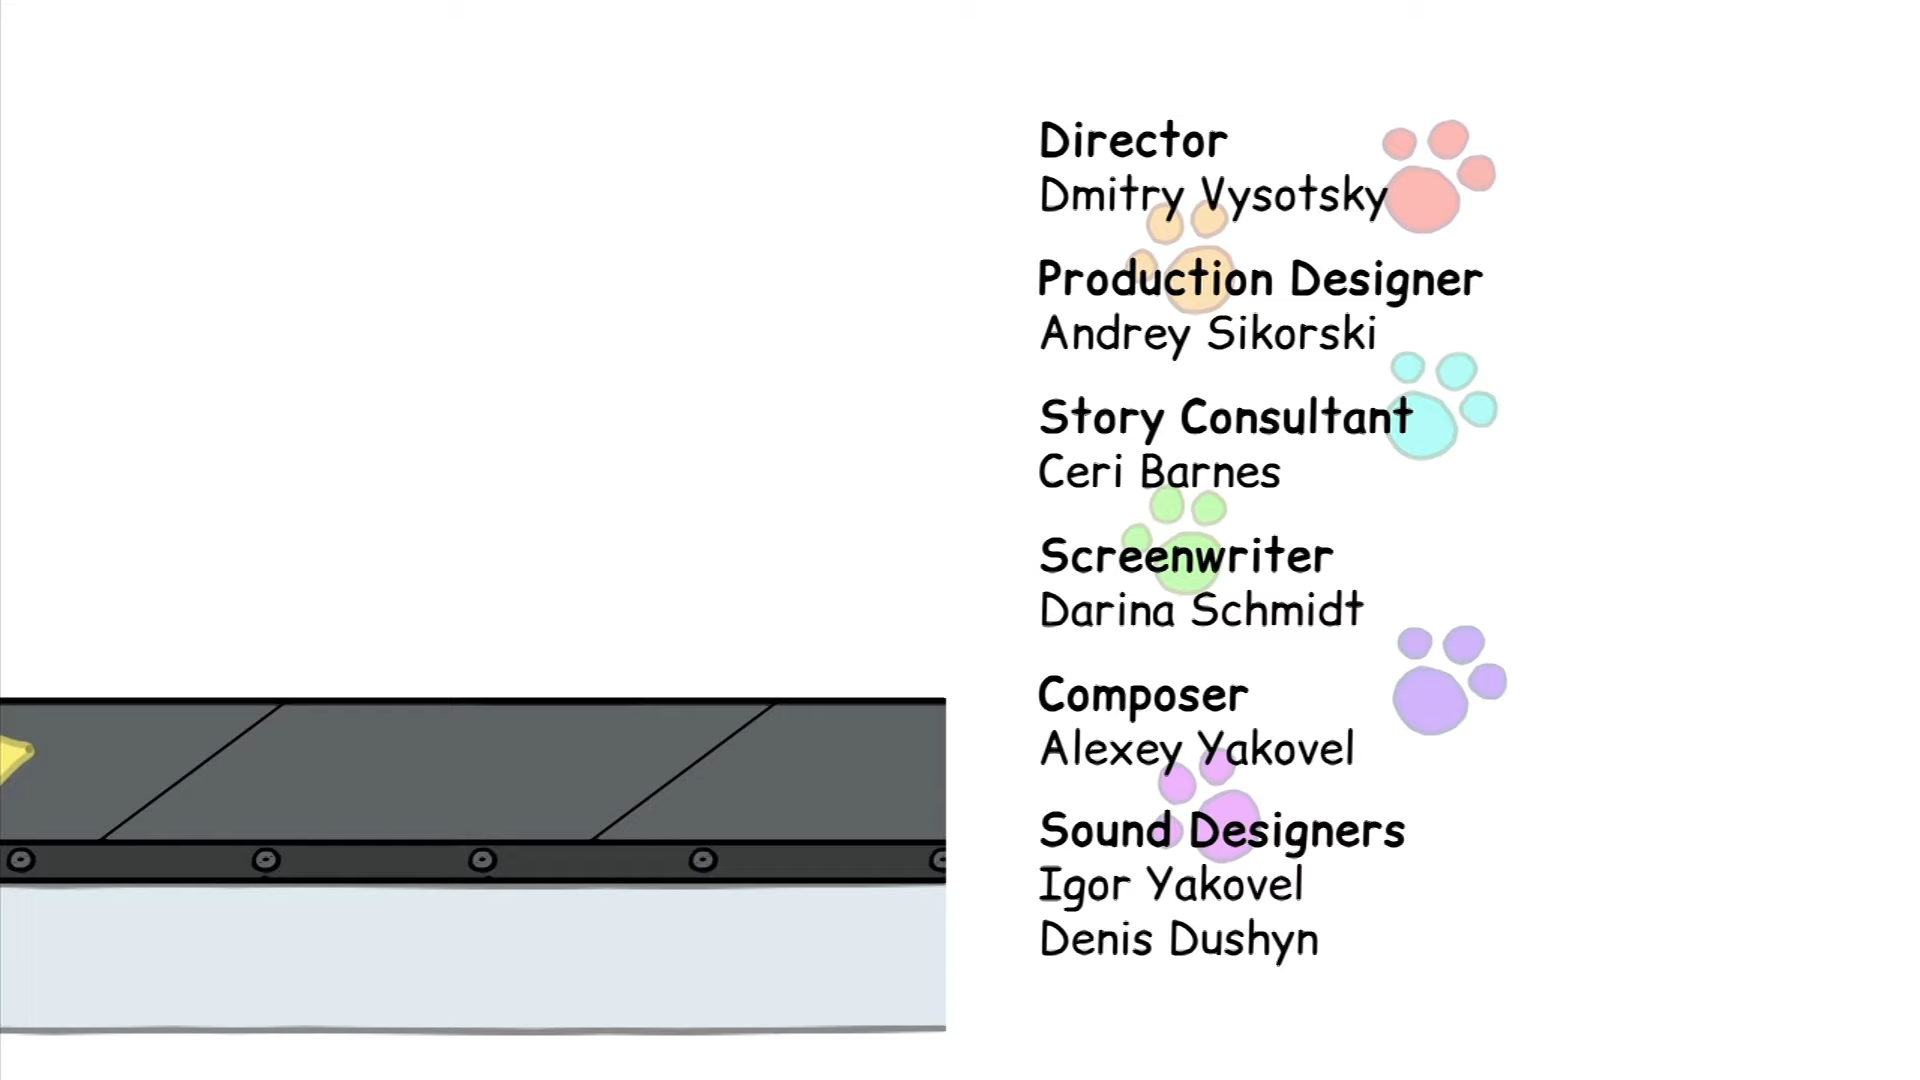 Director
Dmitry Vysotsky
Production Designer
Andrey Sikorski
Story Consultant
Ceri Barnes
Screenwriter
Darina Schmidt
Composer
Alexey Yakovel
Sound Designers
Igor Yakovel
Denis Dushyn